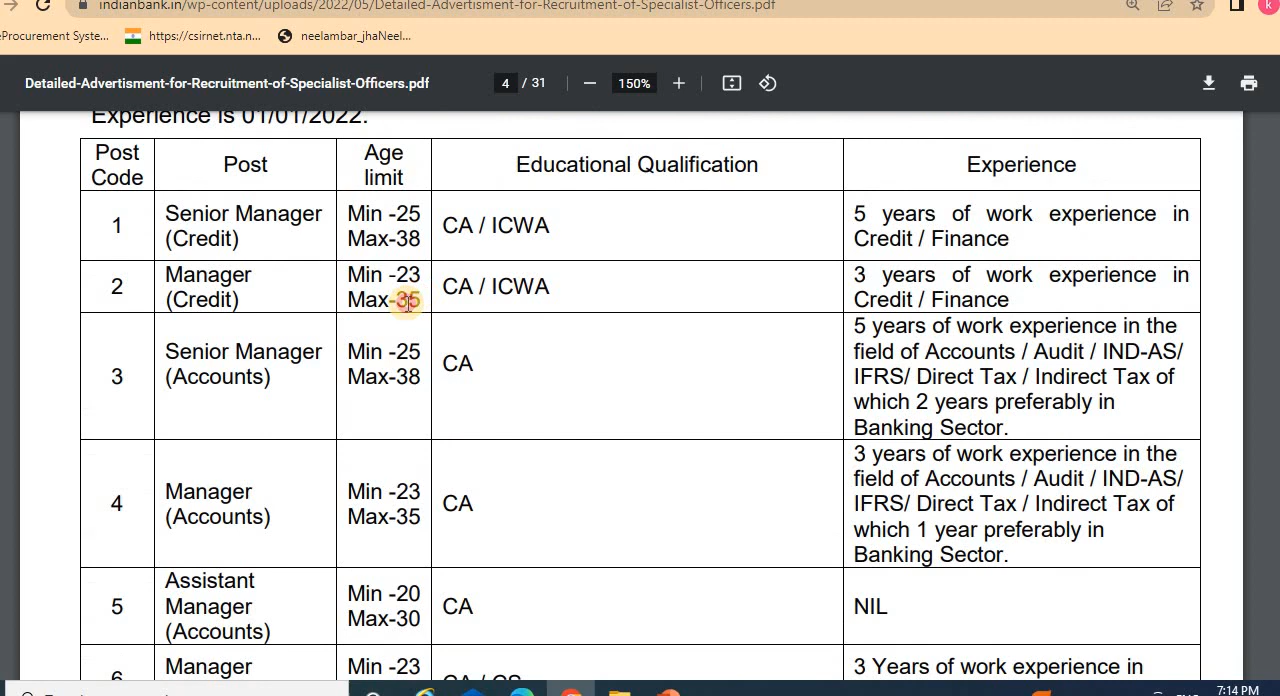 indianbank.in/wp-content/uploads/2022/05/Detailed-Advertisment-for-Recruitment-of-Specialist-Officers.pdf
k
eProcurement Syste... https://csirnet.nta.n... neelambar_jhaNeel...
Detailed-Advertisment-for-Recruitment-of-Specialist-Officers.pdf 4 / 31 150%
Experience is 01/01/2022.
Post Code
Post
Age limit
Educational Qualification
Experience
1
Senior Manager
(Credit)
Min -25
Max-38
CA / ICWA
5 years of work experience in
Credit / Finance
2
Manager
(Credit)
Min -23
Max-35
CA / ICWA
3 years of work experience in
Credit / Finance
3
Senior Manager
(Accounts)
Min -25
Max-38
CA
5 years of work experience in the
field of Accounts / Audit / IND-AS/
IFRS/ Direct Tax / Indirect Tax of
which 2 years preferably in
Banking Sector.
4
Manager
(Accounts)
Min -23
Max-35
CA
3 years of work experience in the
field of Accounts / Audit / IND-AS/
IFRS/ Direct Tax / Indirect Tax of
which 1 year preferably in
Banking Sector.
5
Assistant
Manager
(Accounts)
Min -20
Max-30
CA
NIL
6
Manager
Min -23
CA / CS
3 Years of work experience in
7:14 PM